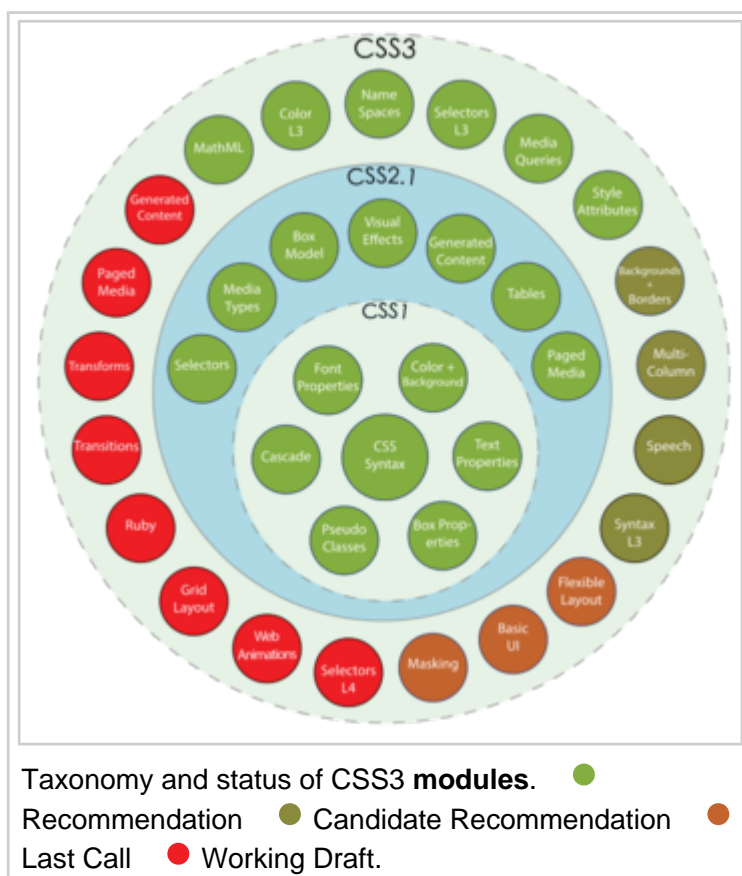 CSS3
Name
Spaces
Color
L3
Selectors
L3
MathML
Media
Queries
Generated
Content
Style
Attributes
Paged
Media
Backgrounds
+
Borders
Transforms
Multi-
Column
Transitions
Speech
Ruby
Syntax
L3
Grid
Layout
Flexible
Layout
Web
Animations
Basic
UI
Selectors
L4
Masking
CSS2.1
Visual
Effects
Box
Model
Generated
Content
Media
Types
Tables
Selectors
Paged
Media
CSS1
Font
Properties
Color +
Background
Cascade
CSS
Syntax
Text
Properties
Pseudo
Classes
Box Prop-
erties
Taxonomy and status of CSS3 modules.
Recommendation Candidate Recommendation
Last Call Working Draft.